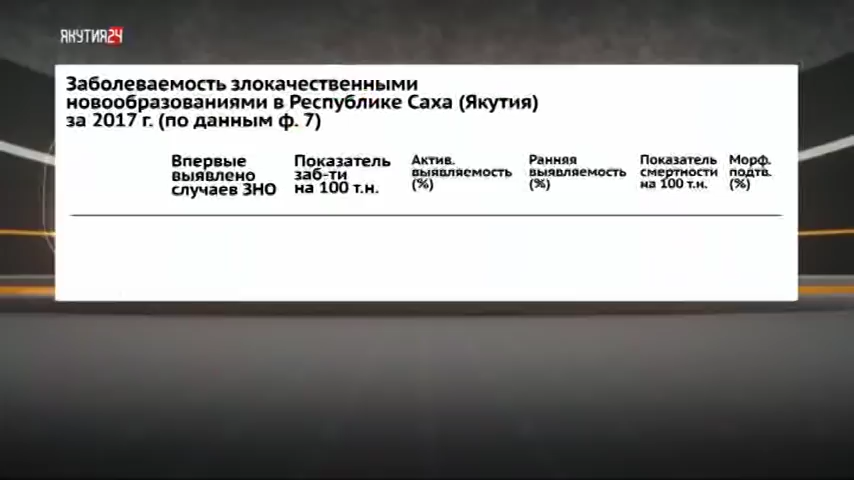 ЯКУТИЯ24
Заболеваемость злокачественными
новообразованиями в Республике Саха (Якутия)
за 2017 г. (по данным ф. 7)
Впервые
выявлено
случаев ЗНО
Показатель
заб-ти
на 100 т.н.
Актив.
выявляемость
(%)
Ранняя
выявляемость
(%)
Показатель
смертности
на 100 т.н.
Морф.
подтв.
(%)